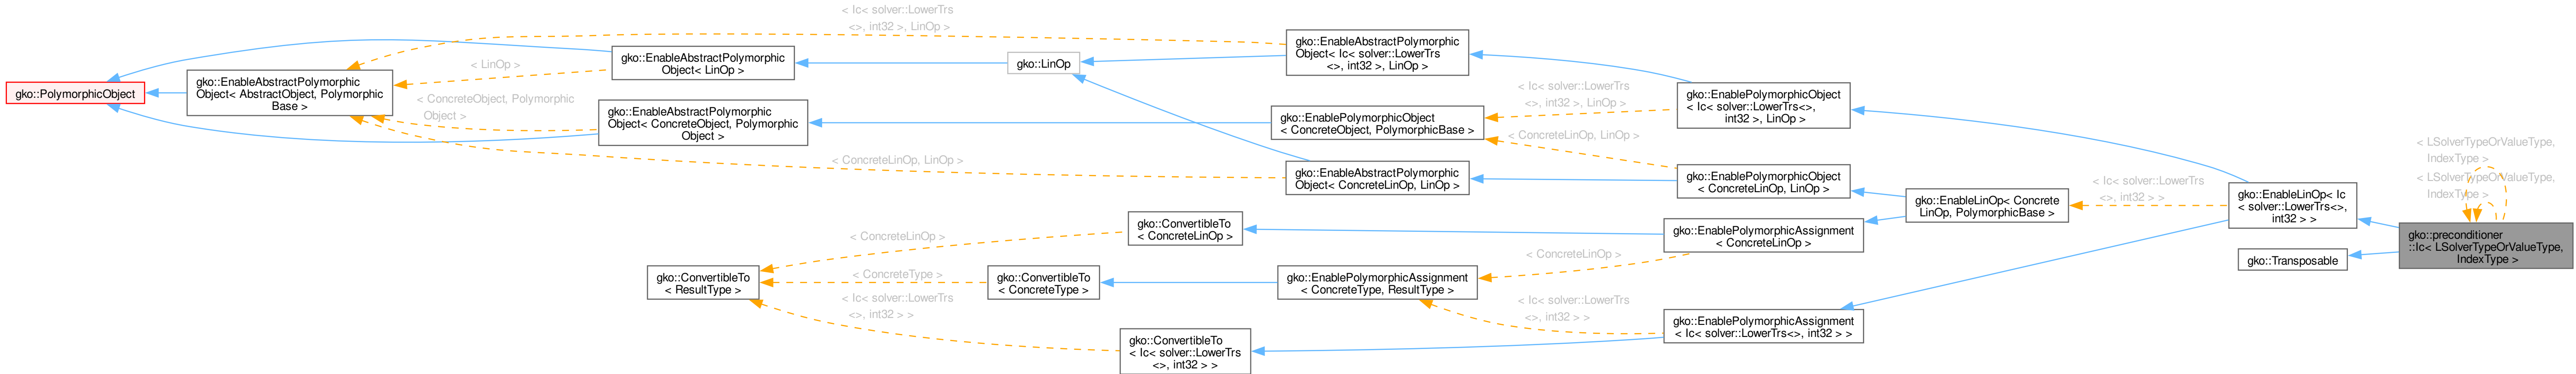 gko::PolymorphicObject
gko::EnableAbstractPolymorphic
Object< AbstractObject, Polymorphic
Base >
< Ic< solver::LowerTrs
<>, int32 >, LinOp >
< LinOp >
< ConcreteObject, Polymorphic
Object >
gko::EnableAbstractPolymorphic
Object< LinOp >
gko::EnableAbstractPolymorphic
Object< ConcreteObject, Polymorphic
Object >
< ConcreteLinOp, LinOp >
gko::LinOp
gko::EnableAbstractPolymorphic
Object< Ic< solver::LowerTrs
<>, int32 >, LinOp >
gko::EnablePolymorphicObject
< ConcreteObject, PolymorphicBase >
gko::EnableAbstractPolymorphic
Object< ConcreteLinOp, LinOp >
< Ic< solver::LowerTrs
<>, int32 >, LinOp >
< ConcreteLinOp, LinOp >
gko::EnablePolymorphicObject
< Ic< solver::LowerTrs<>,
int32 >, LinOp >
gko::EnablePolymorphicObject
< ConcreteLinOp, LinOp >
gko::EnableLinOp< Concrete
LinOp, PolymorphicBase >
< Ic< solver::LowerTrs
<>, int32 > >
gko::EnableLinOp< Ic
< solver::LowerTrs<>,
int32 > >
gko::Transposable
< LSolverTypeOrValueType,
IndexType >
< LSolverTypeOrValueType,
IndexType >
gko::preconditioner
::Ic< LSolverTypeOrValueType,
IndexType >
gko::ConvertibleTo
< ResultType >
< ConcreteLinOp >
< ConcreteType >
< Ic< solver::LowerTrs
<>, int32 > >
gko::ConvertibleTo
< ConcreteLinOp >
gko::ConvertibleTo
< ConcreteType >
gko::ConvertibleTo
< Ic< solver::LowerTrs
<>, int32 > >
gko::EnablePolymorphicAssignment
< ConcreteType, ResultType >
< ConcreteLinOp >
< Ic< solver::LowerTrs
<>, int32 > >
gko::EnablePolymorphicAssignment
< ConcreteLinOp >
gko::EnablePolymorphicAssignment
< Ic< solver::LowerTrs<>, int32 > >